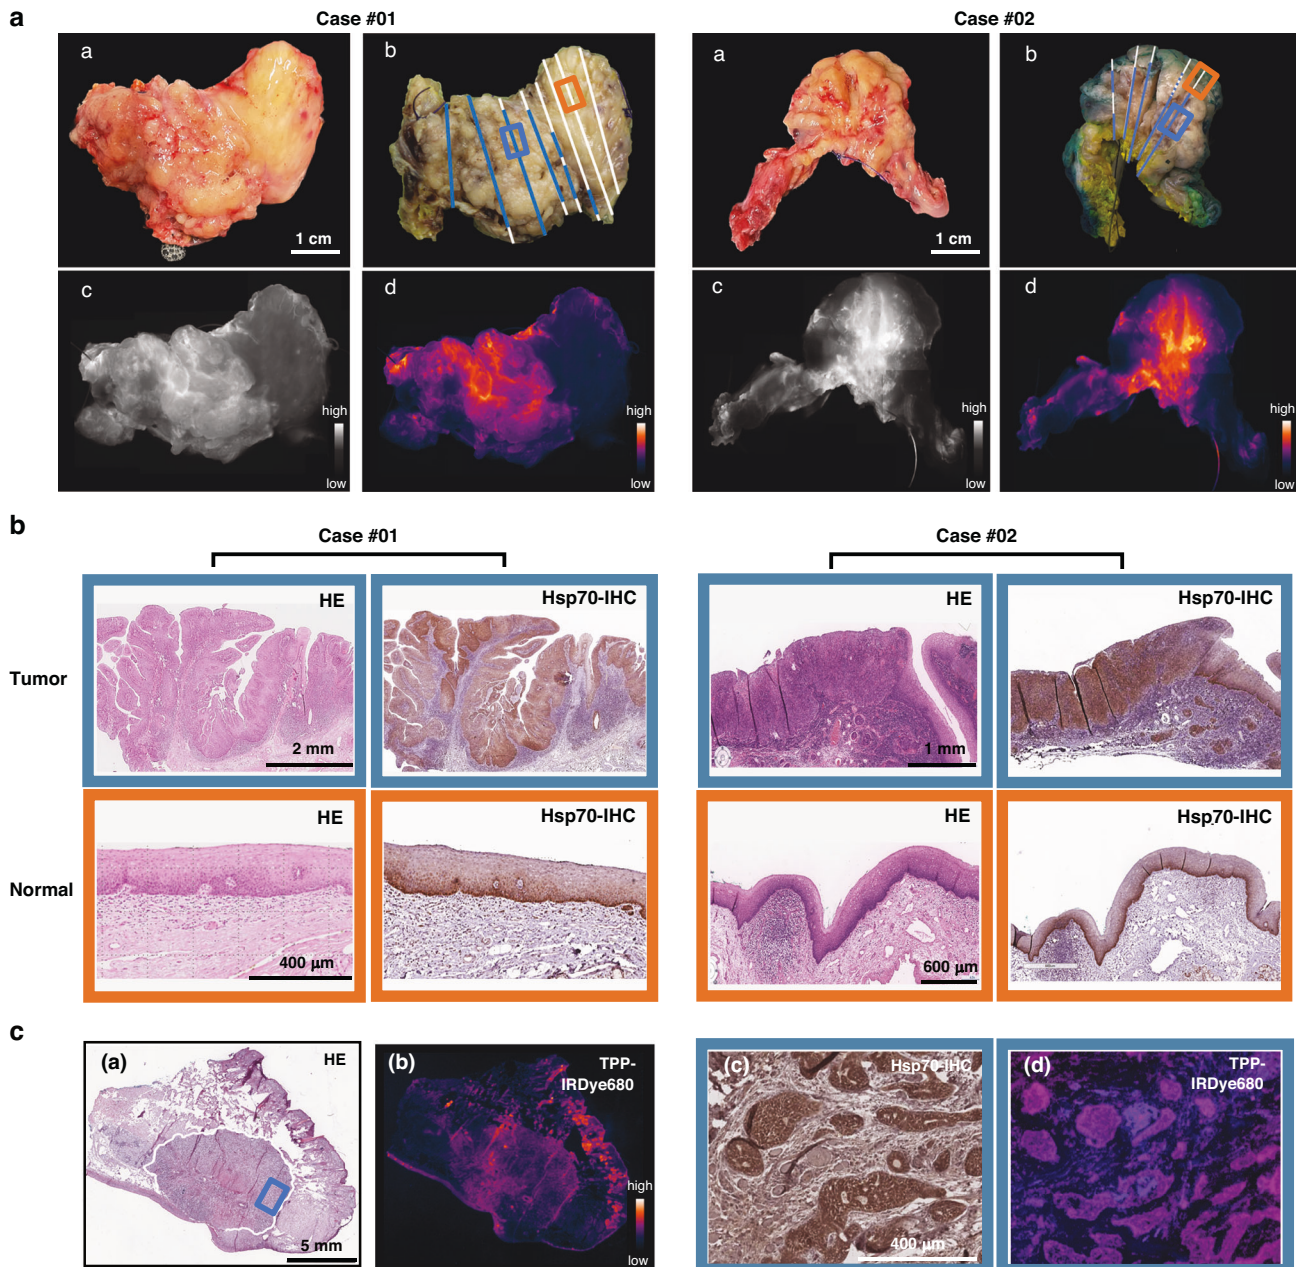 a
Case #01
Case #02
a
b
1 cm
a
b
1 cm
c
d
high
low
high
low
c
d
high
low
high
low
b
Case #01
Case #02
Tumor
HE
2 mm
Hsp70-IHC
HE
1 mm
Hsp70-IHC
Normal
HE
400 µm
Hsp70-IHC
HE
600 µm
Hsp70-IHC
c
(a)
HE
5 mm
(b)
TPP-
IRDye680
high
low
(c)
Hsp70-IHC
400 µm
(d)
TPP-
IRDye680